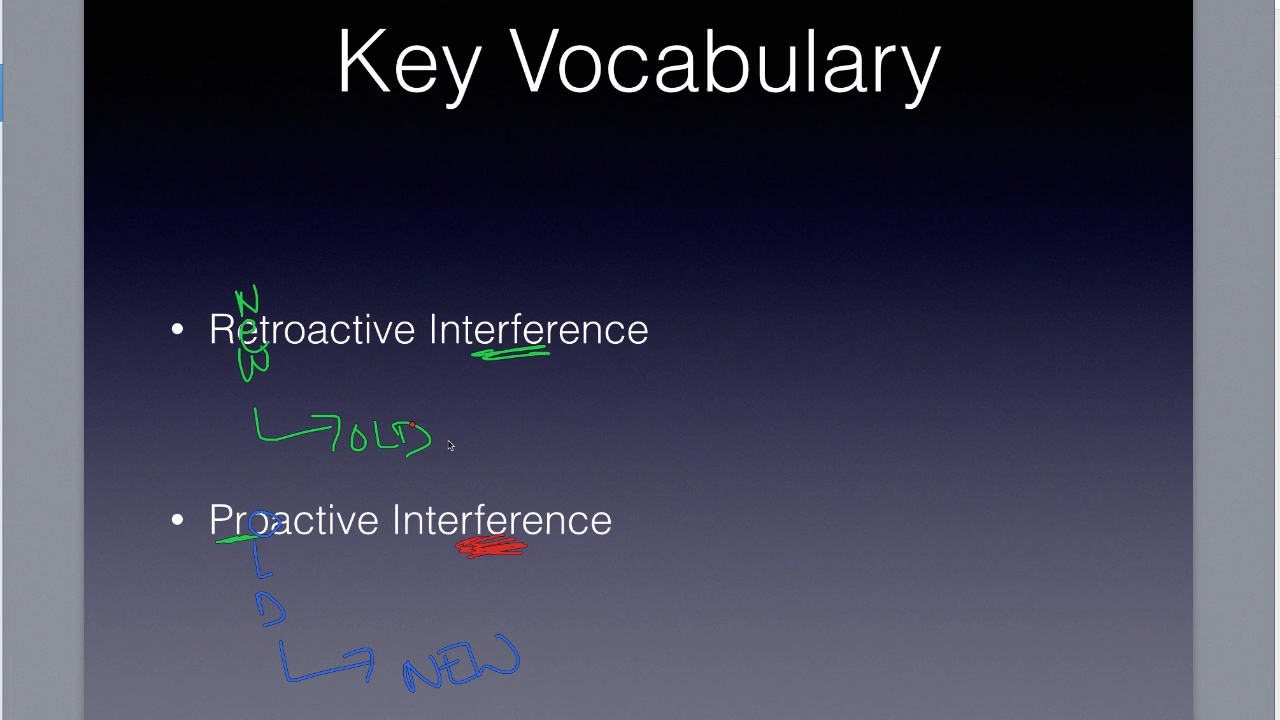 Key Vocabulary
• Retroactive Interference
New
OLD
• Proactive Interference
OLD
NEW